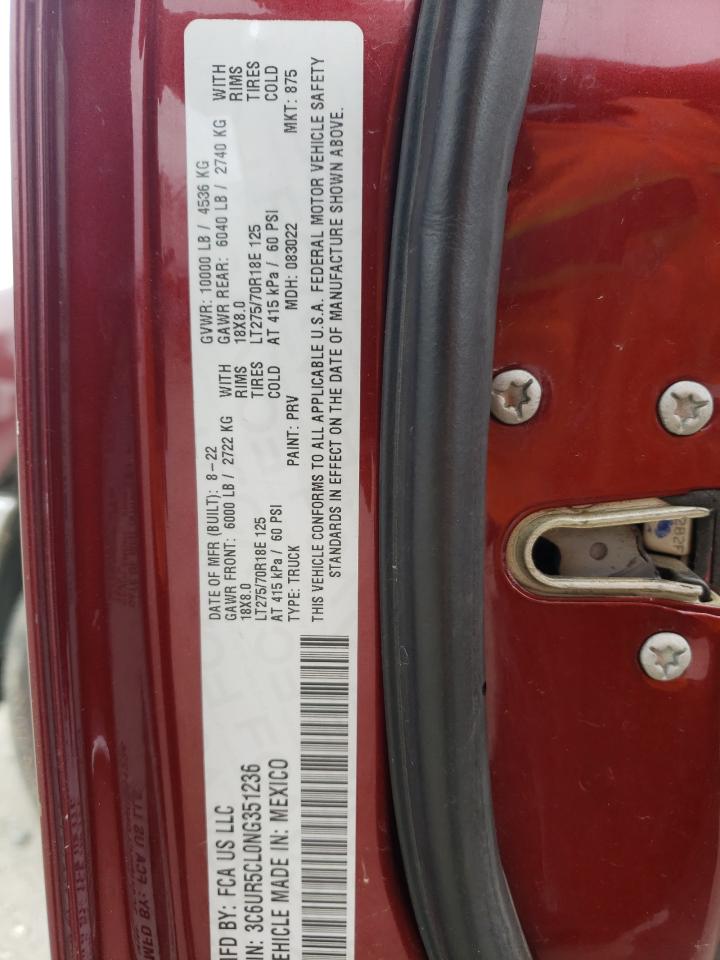 MFD BY: FCA US LLC
IN: 3C6UR5CL0NG351236
EHICLE MADE IN: MEXICO
DATE OF MFR (BUILT): 8-22
GVWR: 10000 LB / 4536 KG
GAWR FRONT: 6000 LB / 2722 KG WITH
GAWR REAR: 6040 LB / 2740 KG WITH
18X8.0 RIMS
18X8.0 RIMS
LT275/70R18E 125 TIRES
LT275/70R18E 125 TIRES
AT 415 kPa / 60 PSI COLD
AT 415 kPa / 60 PSI COLD
TYPE: TRUCK PAINT: PRV MDH: 083022 MKT: 875
THIS VEHICLE CONFORMS TO ALL APPLICABLE U.S.A. FEDERAL MOTOR VEHICLE SAFETY
STANDARDS IN EFFECT ON THE DATE OF MANUFACTURE SHOWN ABOVE.
282F